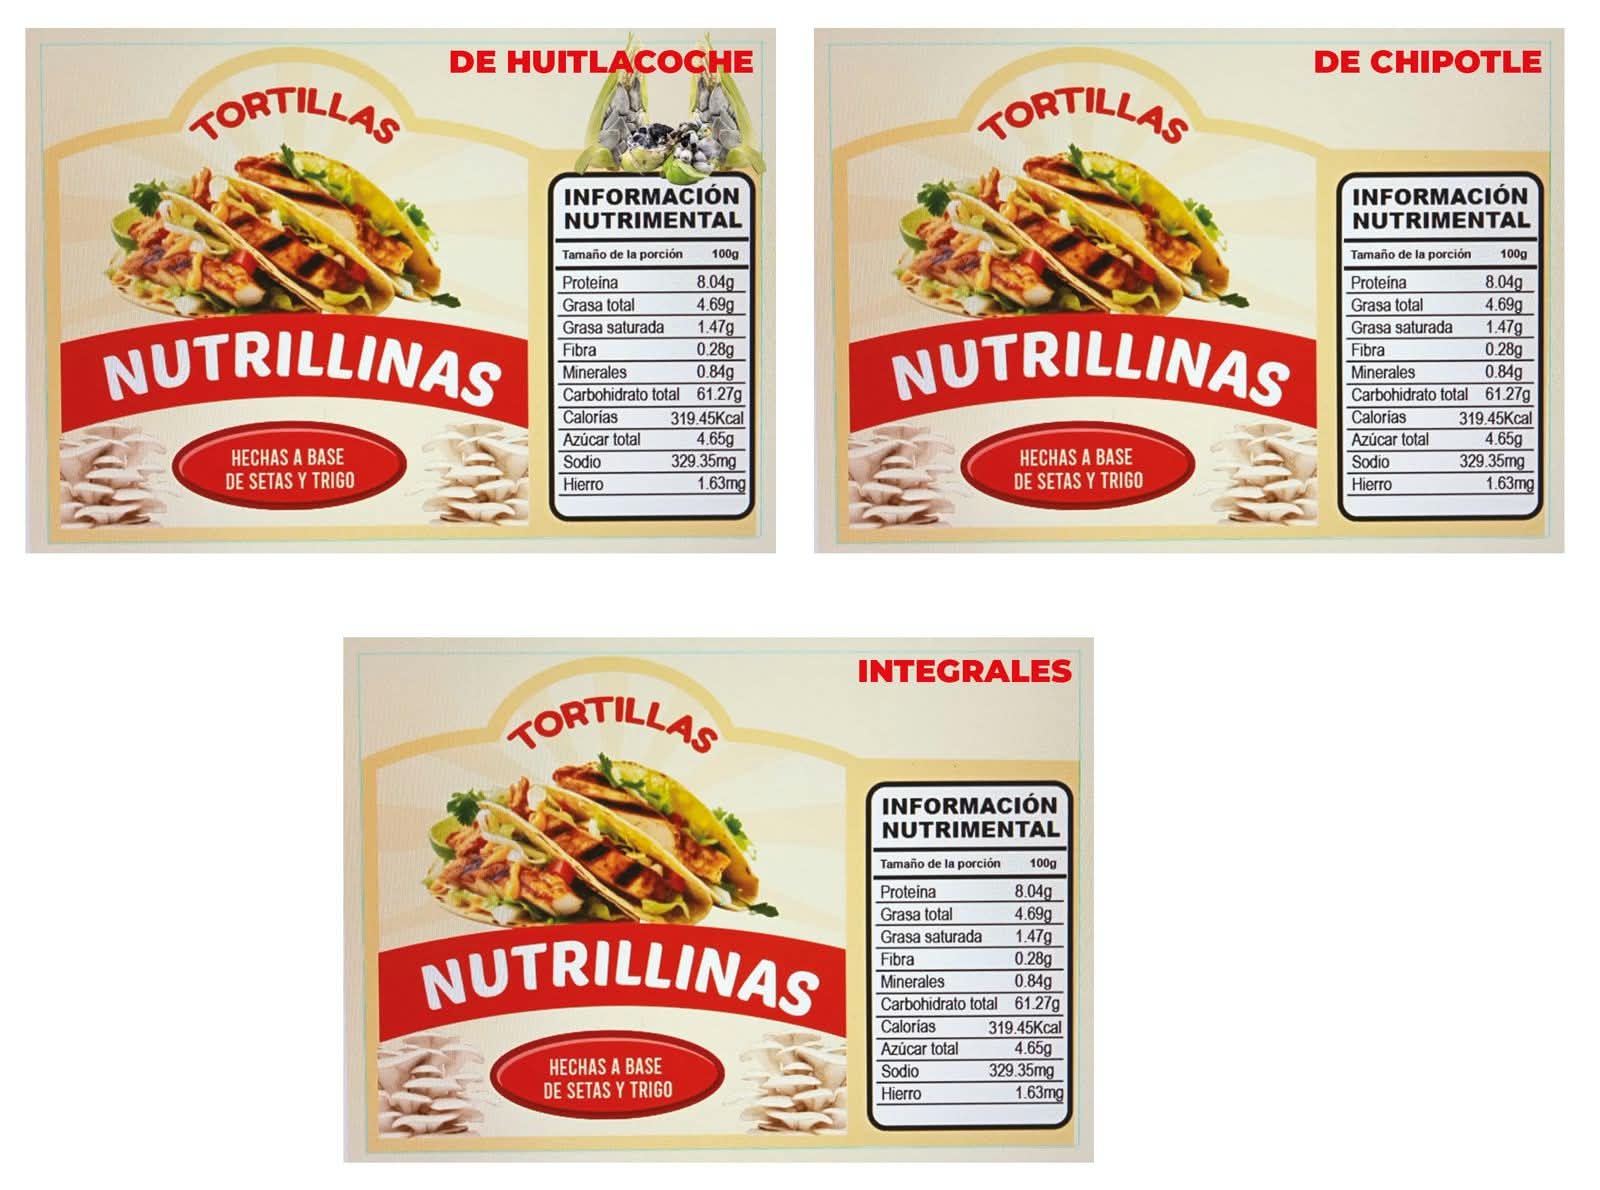 DE HUITLACOCHE
TORTILLAS
NUTRILLINAS
HECHAS A BASE
DE SETAS Y TRIGO
INFORMACIÓN
NUTRIMENTAL
Tamaño de la porción 100g
Proteína 8.04g
Grasa total 4.69g
Grasa saturada 1.47g
Fibra 0.28g
Minerales 0.84g
Carbohidrato total 61.27g
Calorías 319.45Kcal
Azúcar total 4.65g
Sodio 329.35mg
Hierro 1.63mg
DE CHIPOTLE
TORTILLAS
NUTRILLINAS
HECHAS A BASE
DE SETAS Y TRIGO
INFORMACIÓN
NUTRIMENTAL
Tamaño de la porción 100g
Proteína 8.04g
Grasa total 4.69g
Grasa saturada 1.47g
Fibra 0.28g
Minerales 0.84g
Carbohidrato total 61.27g
Calorías 319.45Kcal
Azúcar total 4.65g
Sodio 329.35mg
Hierro 1.63mg
INTEGRALES
TORTILLAS
NUTRILLINAS
HECHAS A BASE
DE SETAS Y TRIGO
INFORMACIÓN
NUTRIMENTAL
Tamaño de la porción 100g
Proteína 8.04g
Grasa total 4.69g
Grasa saturada 1.47g
Fibra 0.28g
Minerales 0.84g
Carbohidrato total 61.27g
Calorías 319.45Kcal
Azúcar total 4.65g
Sodio 329.35mg
Hierro 1.63mg